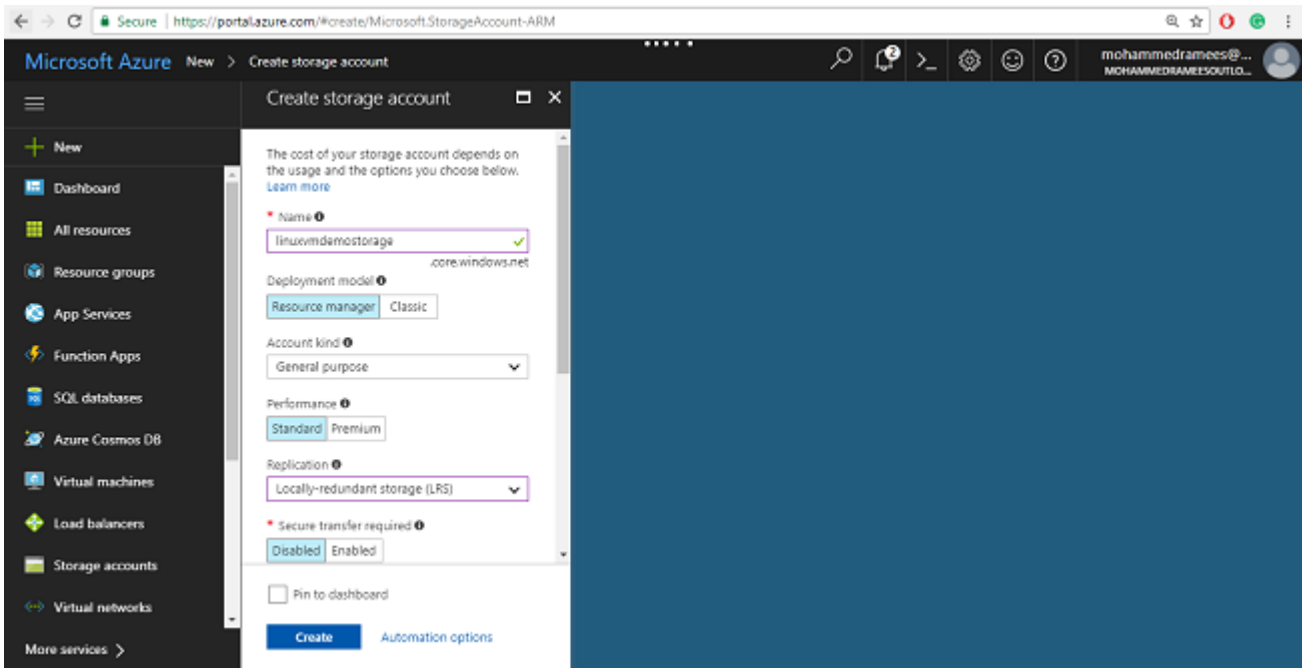 Secure | https://portal.azure.com/#create/Microsoft.StorageAccount-ARM
Microsoft Azure New > Create storage account
2
mohammedramees@...
MOHAMMEDRAMEESOUTLO...
New
Dashboard
All resources
Resource groups
App Services
Function Apps
SQL databases
Azure Cosmos DB
Virtual machines
Load balancers
Storage accounts
Virtual networks
More services >
Create storage account
The cost of your storage account depends on
the usage and the options you choose below.
Learn more
* Name
linuxvmdemostorage
.core.windows.net
Deployment model
Resource manager Classic
Account kind
General purpose
Performance
Standard Premium
Replication
Locally-redundant storage (LRS)
* Secure transfer required
Disabled Enabled
Pin to dashboard
Create Automation options